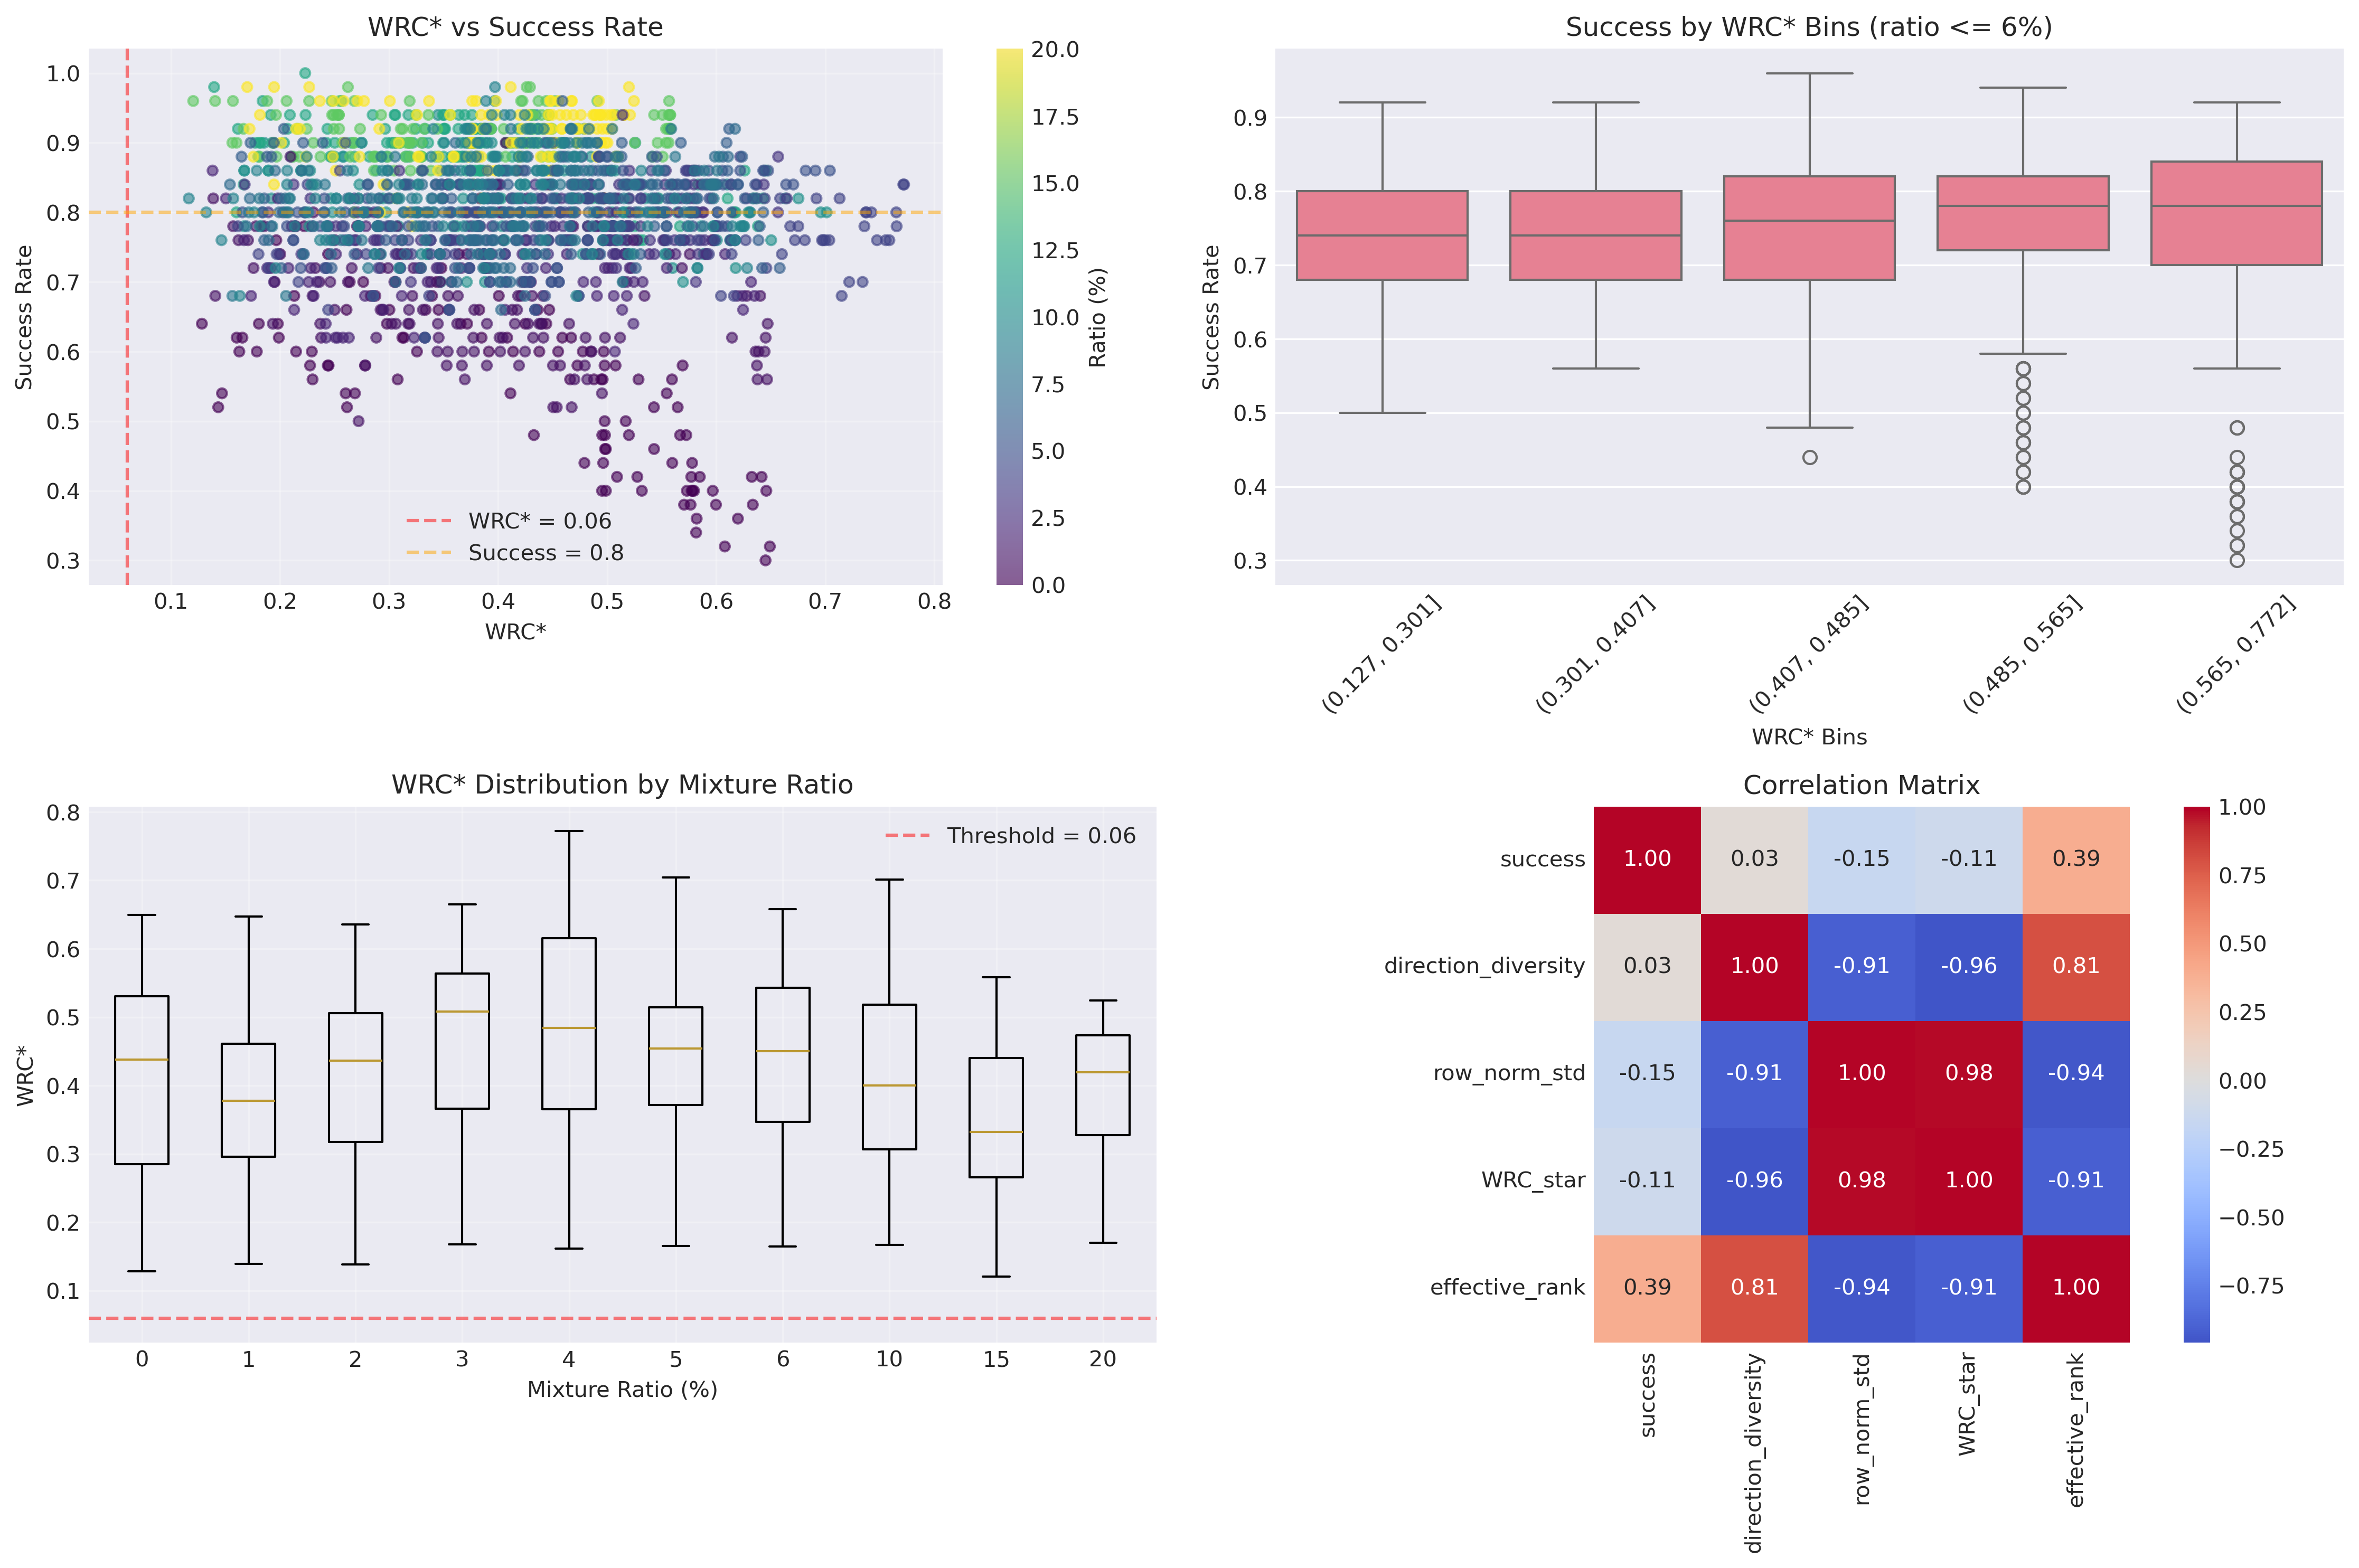 WRC* vs Success Rate
1.0
0.9
0.8
0.7
0.6
0.5
0.4
0.3
Success Rate
WRC* = 0.06
Success = 0.8
0.1 0.2 0.3 0.4 0.5 0.6 0.7 0.8
WRC*
20.0
17.5
15.0
12.5
10.0
7.5
5.0
2.5
0.0
Ratio (%)
Success by WRC* Bins (ratio <= 6%)
0.9
0.8
0.7
0.6
0.5
0.4
0.3
Success Rate
(0.127, 0.301]
(0.301, 0.407]
(0.407, 0.485]
(0.485, 0.565]
(0.565, 0.772]
WRC* Bins
WRC* Distribution by Mixture Ratio
0.8
0.7
0.6
0.5
0.4
0.3
0.2
0.1
WRC*
Threshold = 0.06
0 1 2 3 4 5 6 10 15 20
Mixture Ratio (%)
Correlation Matrix
success 1.00 0.03 -0.15 -0.11 0.39
direction_diversity 0.03 1.00 -0.91 -0.96 0.81
row_norm_std -0.15 -0.91 1.00 0.98 -0.94
WRC_star -0.11 -0.96 0.98 1.00 -0.91
effective_rank 0.39 0.81 -0.94 -0.91 1.00
success
direction_diversity
row_norm_std
WRC_star
effective_rank
1.00
0.75
0.50
0.25
0.00
−0.25
−0.50
−0.75